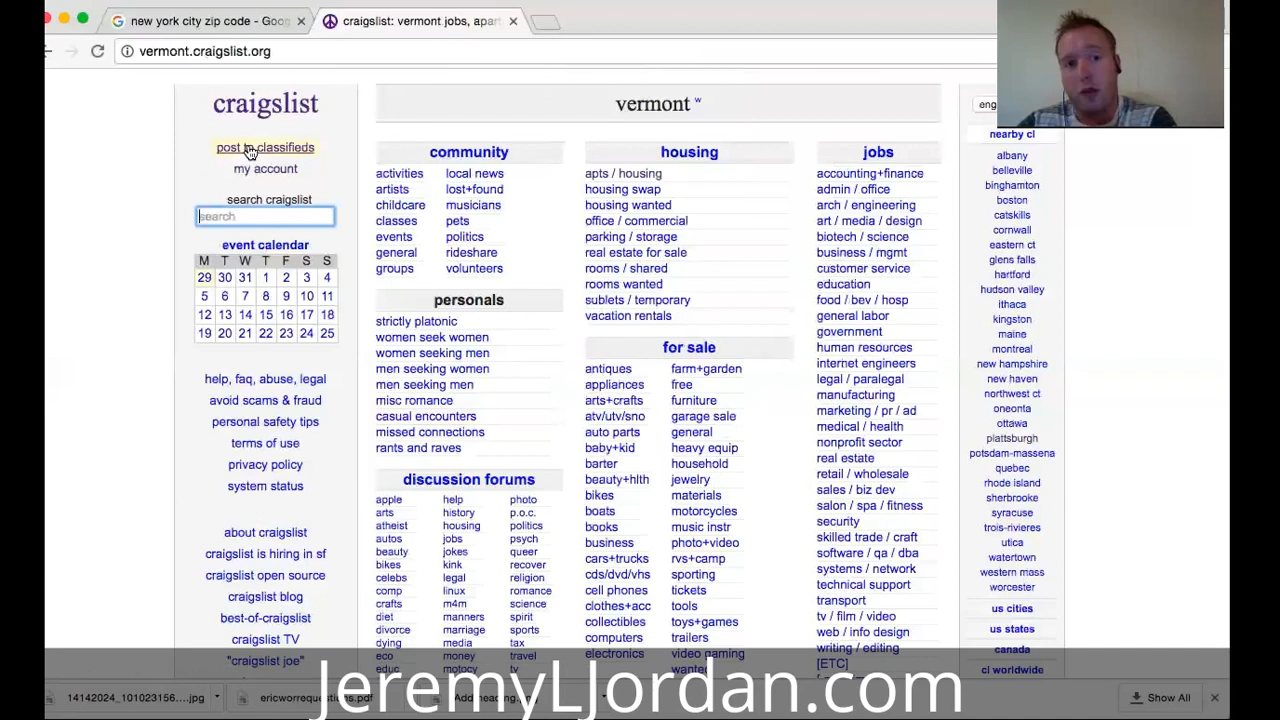 new york city zip code - Goo
craigslist: vermont jobs, apart
vermont.craigslist.org
craigslist
post to classifieds
my account
search craigslist
search
event calendar
M T W T F S S
29 30 31 1 2 3 4
5 6 7 8 9 10 11
12 13 14 15 16 17 18
19 20 21 22 23 24 25
help, faq, abuse, legal
avoid scams & fraud
personal safety tips
terms of use
privacy policy
system status
about craigslist
craigslist is hiring in sf
craigslist open source
craigslist blog
best-of-craigslist
craigslist TV
"craigslist joe"
vermont w
community
activities local news
artists lost+found
childcare musicians
classes pets
events politics
general rideshare
groups volunteers
personals
strictly platonic
women seek women
women seeking men
men seeking women
men seeking men
misc romance
casual encounters
missed connections
rants and raves
discussion forums
apple help photo
arts history p.o.c.
atheist housing politics
autos jobs psych
beauty jokes queer
bikes kink recover
celebs legal religion
comp linux romance
crafts m4m science
diet manners spirit
divorce marriage sports
dying media tax
eco money travel
educ motocy tv
housing
apts / housing
housing swap
housing wanted
office / commercial
parking / storage
real estate for sale
rooms / shared
rooms wanted
sublets / temporary
vacation rentals
for sale
antiques farm+garden
appliances free
arts+crafts furniture
atv/utv/sno garage sale
auto parts general
baby+kid heavy equip
barter household
beauty+hlth jewelry
bikes materials
boats motorcycles
books music instr
business photo+video
cars+trucks rvs+camp
cds/dvd/vhs sporting
cell phones tickets
clothes+acc tools
collectibles toys+games
computers trailers
electronics video gaming
wanted
jobs
accounting+finance
admin / office
arch / engineering
art / media / design
biotech / science
business / mgmt
customer service
education
food / bev / hosp
general labor
government
human resources
internet engineers
legal / paralegal
manufacturing
marketing / pr / ad
medical / health
nonprofit sector
real estate
retail / wholesale
sales / biz dev
salon / spa / fitness
security
skilled trade / craft
software / qa / dba
systems / network
technical support
transport
tv / film / video
web / info design
writing / editing
[ETC]
eng
nearby cl
albany
belleville
binghamton
boston
catskills
cornwall
eastern ct
glens falls
hartford
hudson valley
ithaca
kingston
maine
montreal
new hampshire
new haven
northwest ct
oneonta
ottawa
plattsburgh
potsdam-massena
quebec
rhode island
sherbrooke
syracuse
trois-rivieres
utica
watertown
western mass
worcester
us cities
us states
canada
cl worldwide
JeremyLJordan.com
14142024_101023156....jpg
ericworrequestions.pdf
Show All